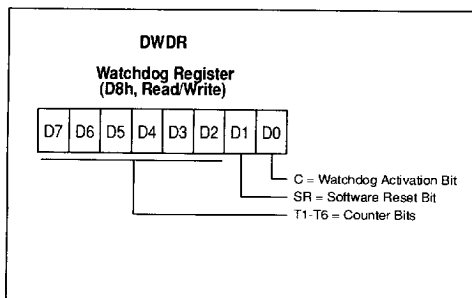 DWDR
Watchdog Register
(D8h, Read/Write)
D7 D6 D5 D4 D3 D2 D1 D0
C = Watchdog Activation Bit
SR = Software Reset Bit
T1-T6 = Counter Bits